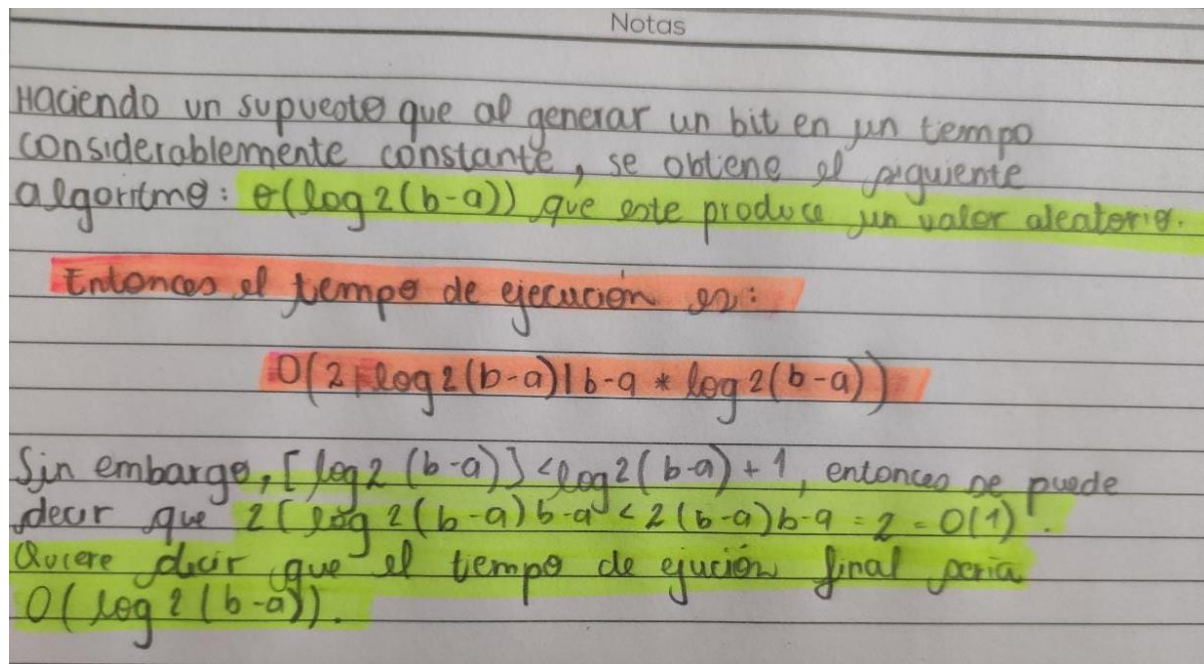 Notas
Haciendo un supuesto que al generar un bit en un tiempo
considerablemente constante, se obtiene el siguiente
algoritmo: θ(log2(b-a)) que este produce un valor aleatorio.
Entonces el tiempo de ejecución es:
O(2⌈log2(b-a)|b-a * log2(b-a))
Sin embargo, ⌈log2 (b-a)⌉ < log2(b-a) + 1, entonces se puede
decir que 2⌈log2(b-a)b-a < 2(b-a)b-a = 2 = O(1).
Quiere decir que el tiempo de ejución final seria
O(log2(b-a)).